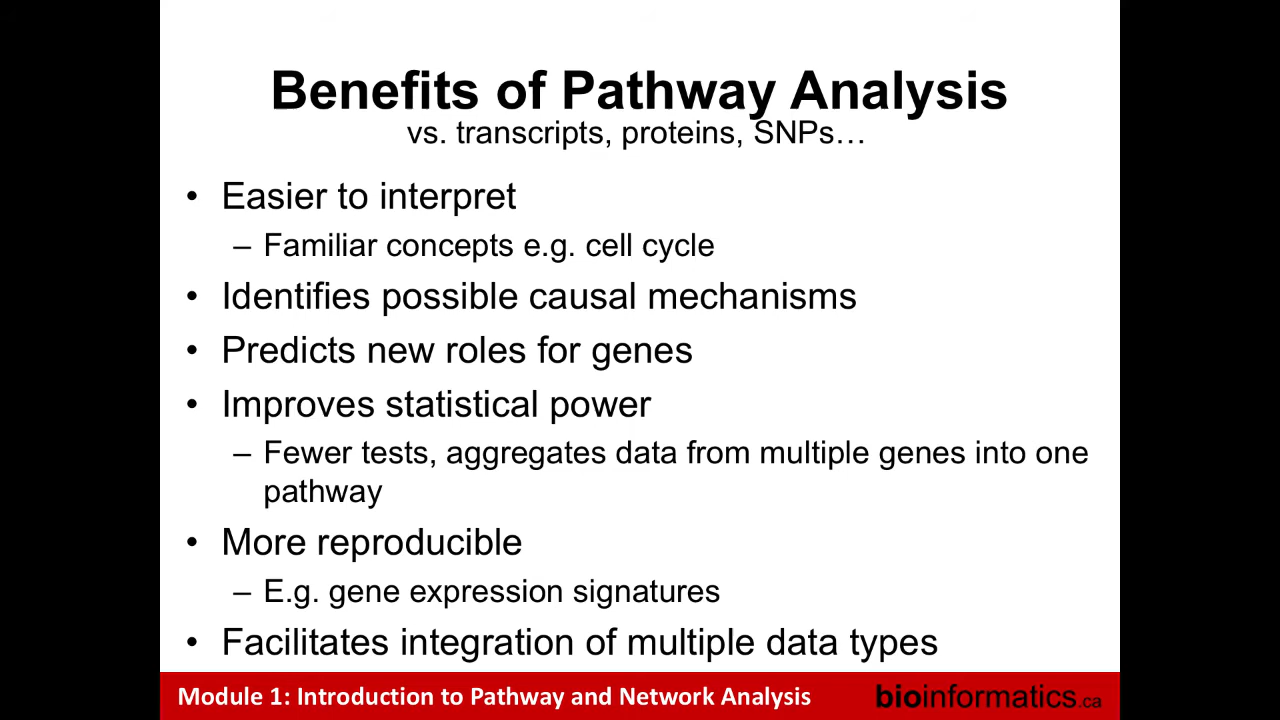 Benefits of Pathway Analysis
vs. transcripts, proteins, SNPs…
• Easier to interpret
– Familiar concepts e.g. cell cycle
• Identifies possible causal mechanisms
• Predicts new roles for genes
• Improves statistical power
– Fewer tests, aggregates data from multiple genes into one
pathway
• More reproducible
– E.g. gene expression signatures
• Facilitates integration of multiple data types
Module 1: Introduction to Pathway and Network Analysis
bioinformatics.ca